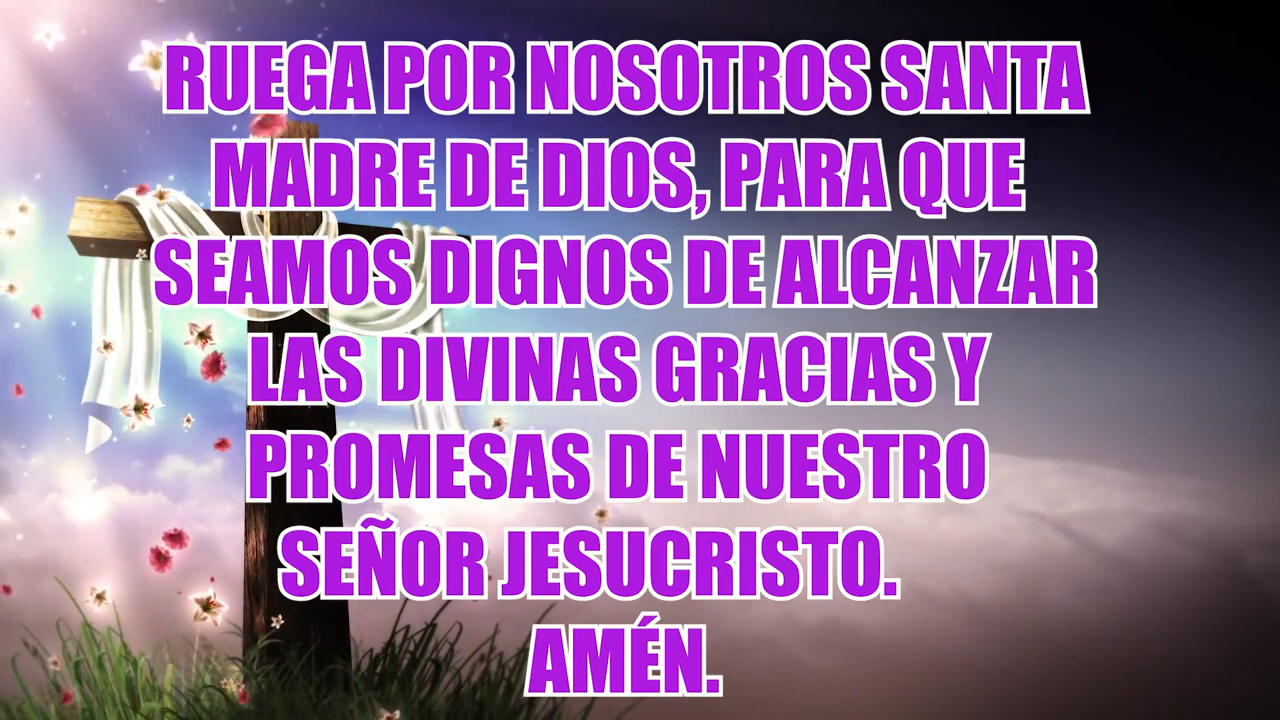 RUEGA POR NOSOTROS SANTA
MADRE DE DIOS, PARA QUE
SEAMOS DIGNOS DE ALCANZAR
LAS DIVINAS GRACIAS Y
PROMESAS DE NUESTRO
SEÑOR JESUCRISTO.
AMÉN.